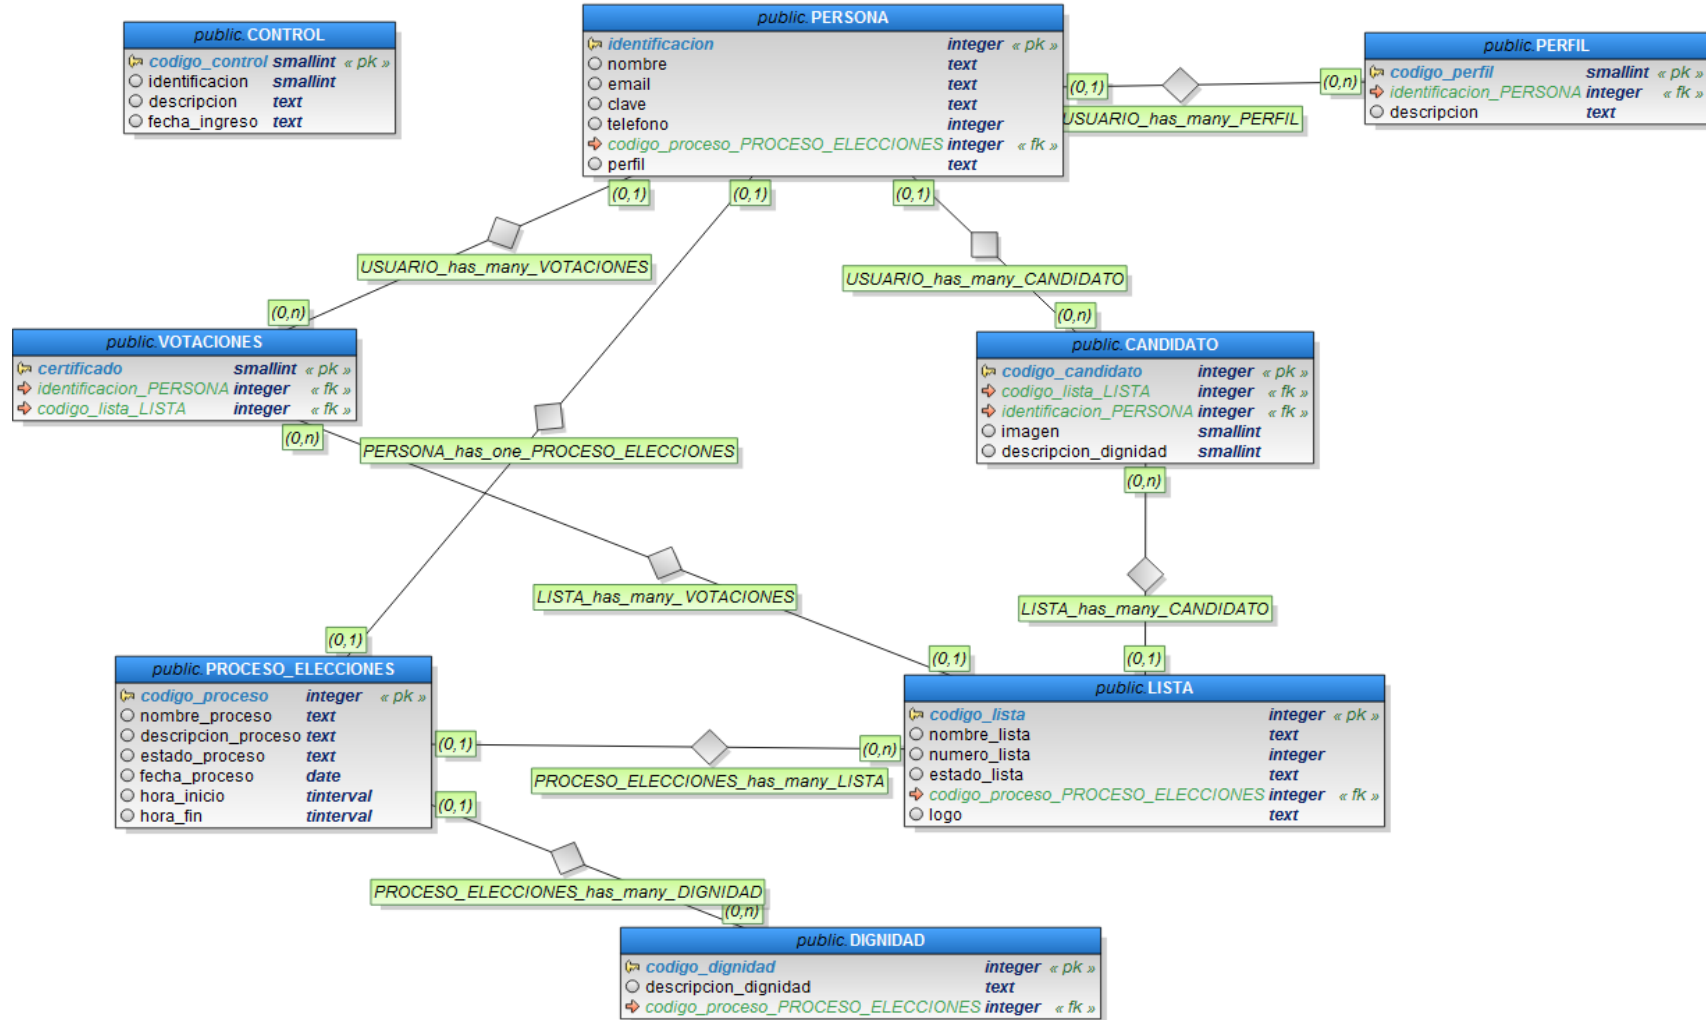 public.CONTROL
codigo_control smallint « pk »
identificacion smallint
descripcion text
fecha_ingreso text
public.PERSONA
identificacion integer « pk »
nombre text
email text
clave text
telefono integer
codigo_proceso_PROCESO_ELECCIONES integer « fk »
perfil text
public.PERFIL
codigo_perfil smallint « pk »
identificacion_PERSONA integer « fk »
descripcion text
(0,1)
(0,n)
USUARIO_has_many_PERFIL
(0,1)
(0,1)
(0,1)
USUARIO_has_many_VOTACIONES
USUARIO_has_many_CANDIDATO
(0,n)
(0,n)
public.VOTACIONES
certificado smallint « pk »
identificacion_PERSONA integer « fk »
codigo_lista_LISTA integer « fk »
public.CANDIDATO
codigo_candidato integer « pk »
codigo_lista_LISTA integer « fk »
identificacion_PERSONA integer « fk »
imagen smallint
descripcion_dignidad smallint
(0,n)
PERSONA_has_one_PROCESO_ELECCIONES
(0,n)
LISTA_has_many_VOTACIONES
LISTA_has_many_CANDIDATO
(0,1)
(0,1)
(0,1)
public.PROCESO_ELECCIONES
codigo_proceso integer « pk »
nombre_proceso text
descripcion_proceso text
estado_proceso text
fecha_proceso date
hora_inicio tinterval
hora_fin tinterval
public.LISTA
codigo_lista integer « pk »
nombre_lista text
numero_lista integer
estado_lista text
codigo_proceso_PROCESO_ELECCIONES integer « fk »
logo text
(0,1)
(0,n)
PROCESO_ELECCIONES_has_many_LISTA
(0,1)
PROCESO_ELECCIONES_has_many_DIGNIDAD
(0,n)
public.DIGNIDAD
codigo_dignidad integer « pk »
descripcion_dignidad text
codigo_proceso_PROCESO_ELECCIONES integer « fk »